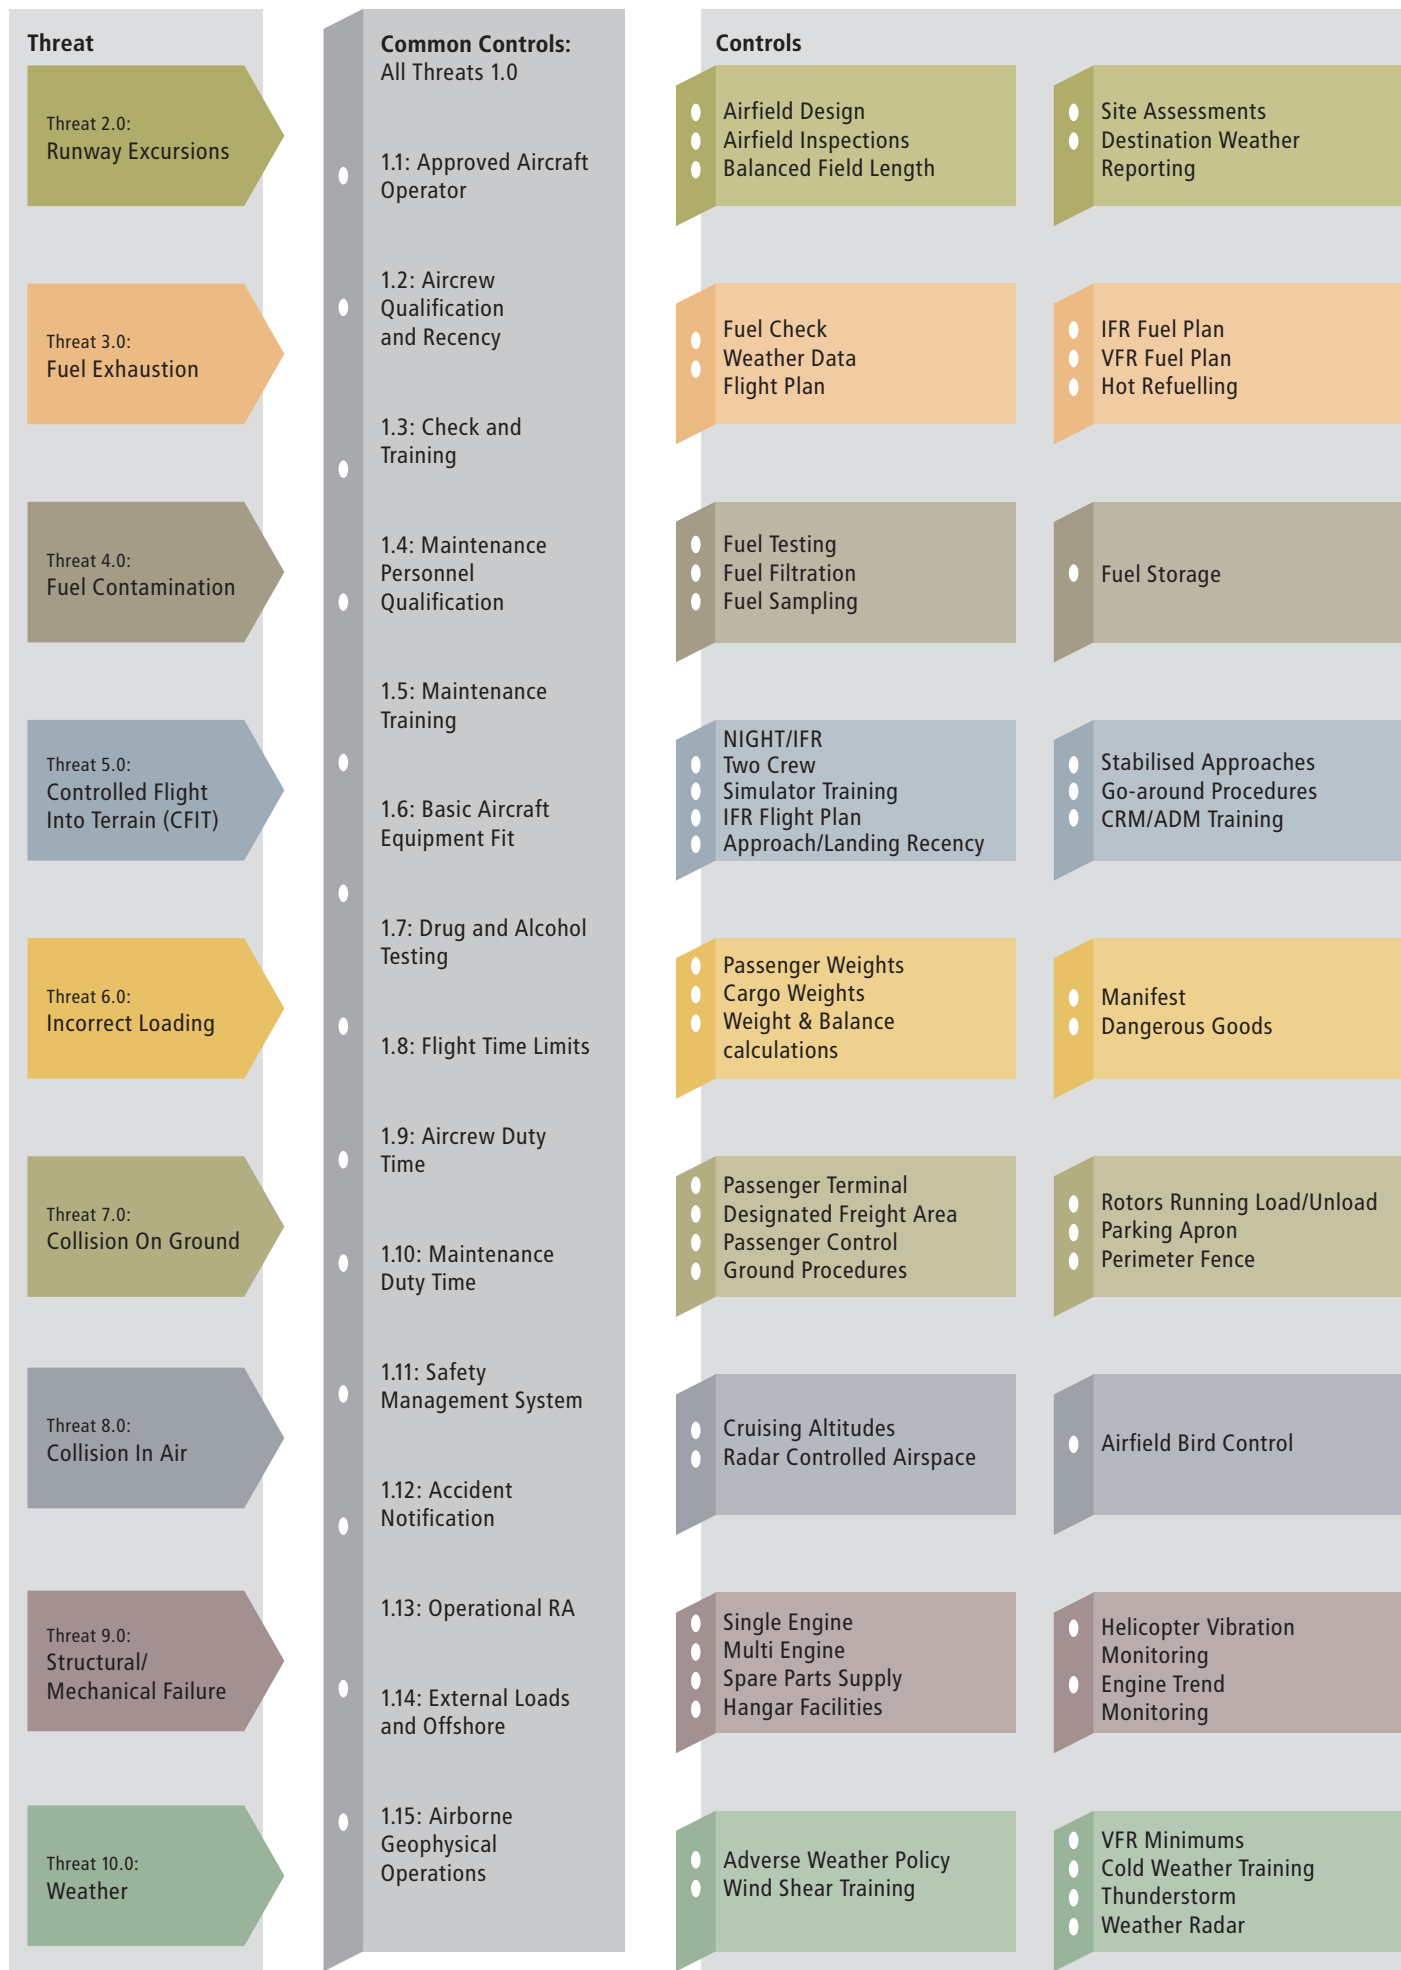 Threat
Threat 2.0:
Runway Excursions
Threat 3.0:
Fuel Exhaustion
Threat 4.0:
Fuel Contamination
Threat 5.0:
Controlled Flight
Into Terrain (CFIT)
Threat 6.0:
Incorrect Loading
Threat 7.0:
Collision On Ground
Threat 8.0:
Collision In Air
Threat 9.0:
Structural/
Mechanical Failure
Threat 10.0:
Weather
Common Controls:
All Threats 1.0
1.1: Approved Aircraft
Operator
1.2: Aircrew
Qualification
and Recency
1.3: Check and
Training
1.4: Maintenance
Personnel
Qualification
1.5: Maintenance
Training
1.6: Basic Aircraft
Equipment Fit
1.7: Drug and Alcohol
Testing
1.8: Flight Time Limits
1.9: Aircrew Duty
Time
1.10: Maintenance
Duty Time
1.11: Safety
Management System
1.12: Accident
Notification
1.13: Operational RA
1.14: External Loads
and Offshore
1.15: Airborne
Geophysical
Operations
Controls
Airfield Design
Airfield Inspections
Balanced Field Length
Site Assessments
Destination Weather
Reporting
Fuel Check
Weather Data
Flight Plan
IFR Fuel Plan
VFR Fuel Plan
Hot Refuelling
Fuel Testing
Fuel Filtration
Fuel Sampling
Fuel Storage
NIGHT/IFR
Two Crew
Simulator Training
IFR Flight Plan
Approach/Landing Recency
Stabilised Approaches
Go-around Procedures
CRM/ADM Training
Passenger Weights
Cargo Weights
Weight & Balance
calculations
Manifest
Dangerous Goods
Passenger Terminal
Designated Freight Area
Passenger Control
Ground Procedures
Rotors Running Load/Unload
Parking Apron
Perimeter Fence
Cruising Altitudes
Radar Controlled Airspace
Airfield Bird Control
Single Engine
Multi Engine
Spare Parts Supply
Hangar Facilities
Helicopter Vibration
Monitoring
Engine Trend
Monitoring
Adverse Weather Policy
Wind Shear Training
VFR Minimums
Cold Weather Training
Thunderstorm
Weather Radar